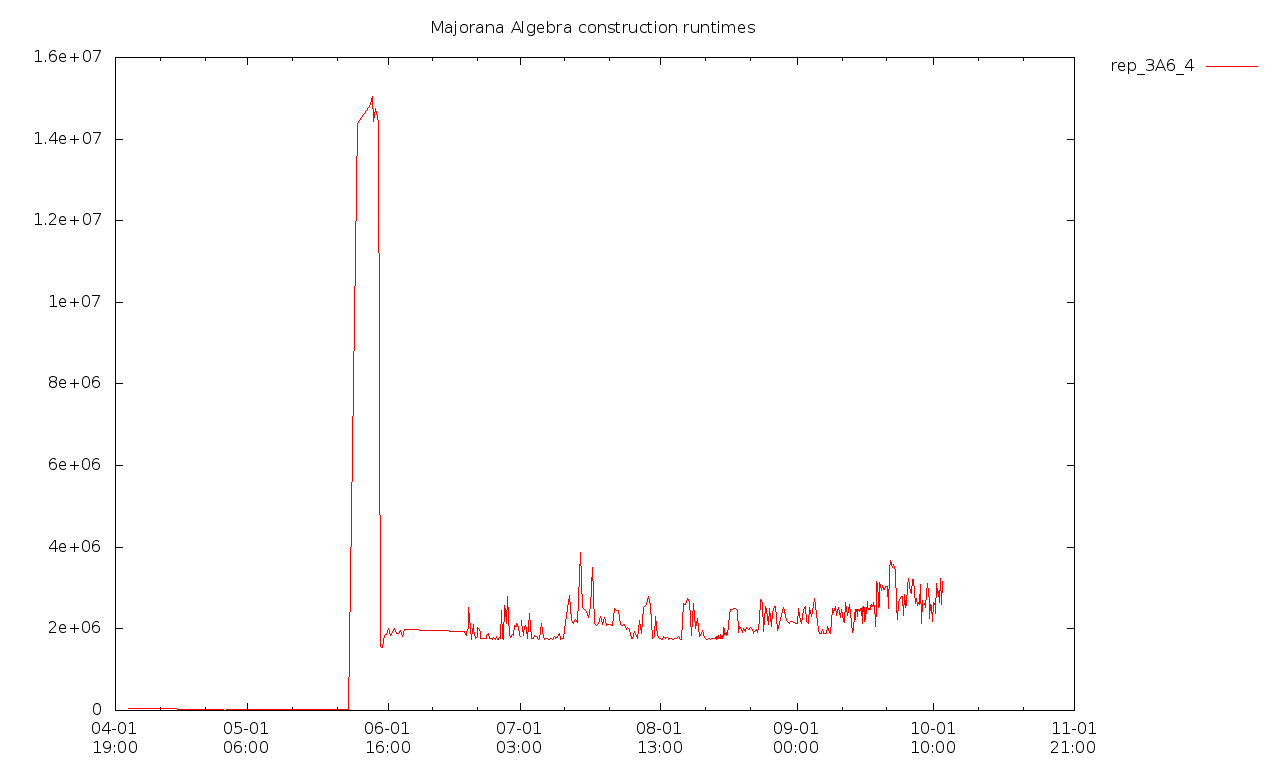 Majorana Algebra construction runtimes
1.6e+07
rep_3A6_4
1.4e+07
1.2e+07
1e+07
8e+06
6e+06
4e+06
2e+06
0
04-01 05-01 06-01 07-01 08-01 09-01 10-01 11-01
19:00 06:00 16:00 03:00 13:00 00:00 10:00 21:00